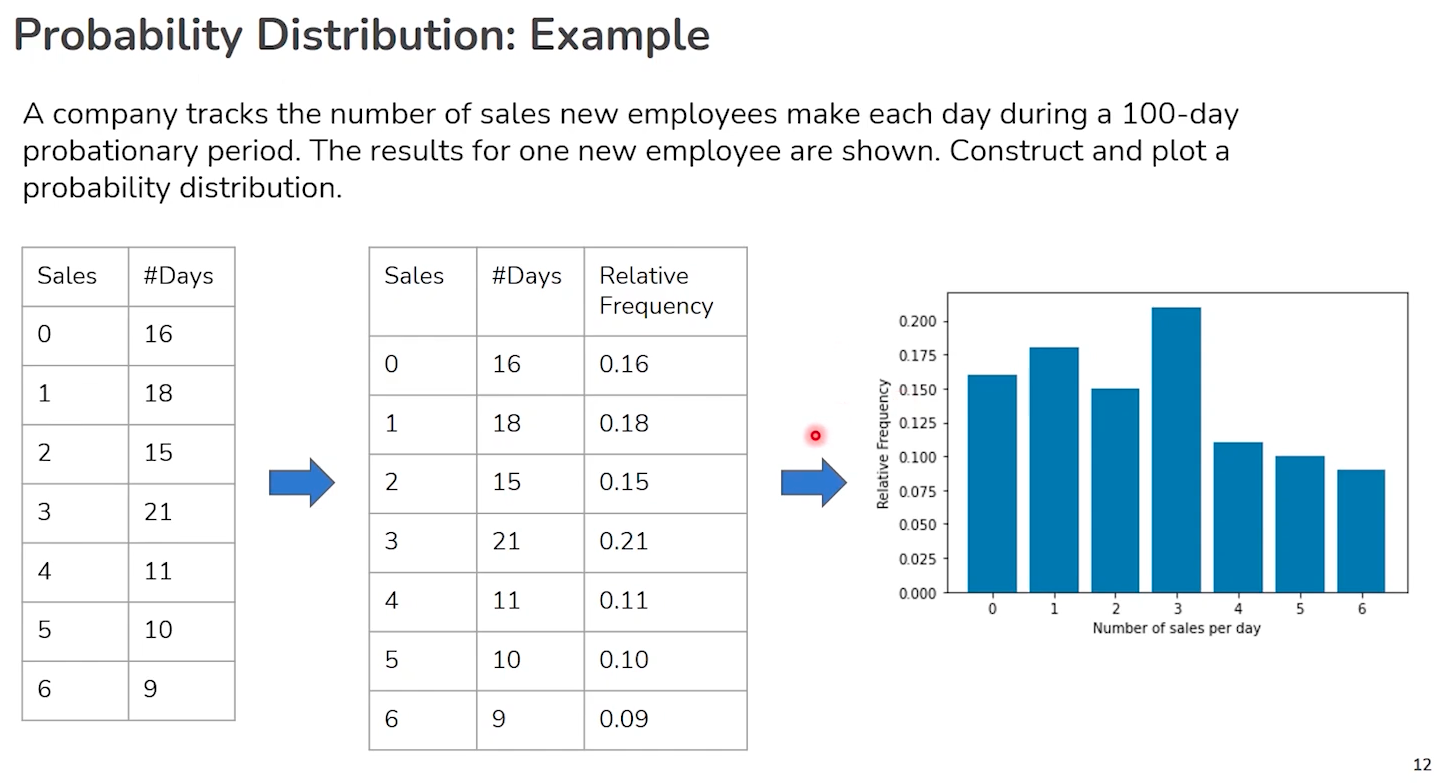 Probability Distribution: Example
A company tracks the number of sales new employees make each day during a 100-day
probationary period. The results for one new employee are shown. Construct and plot a
probability distribution.
Sales #Days
0 16
1 18
2 15
3 21
4 11
5 10
6 9
Sales #Days Relative
Frequency
0 16 0.16
1 18 0.18
2 15 0.15
3 21 0.21
4 11 0.11
5 10 0.10
6 9 0.09
Relative Frequency
0.200
0.175
0.150
0.125
0.100
0.075
0.050
0.025
0.000
0 1 2 3 4 5 6
Number of sales per day
12